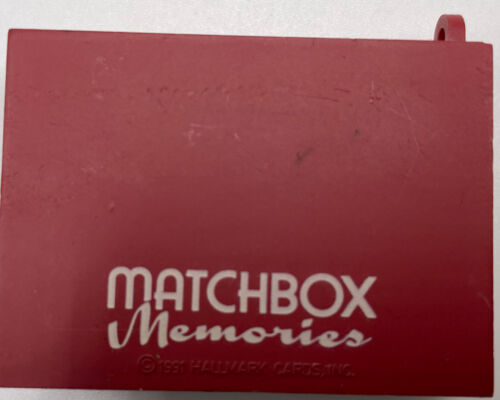 MATCHBOX
Memories
©1991 HALLMARK CARDS, INC.